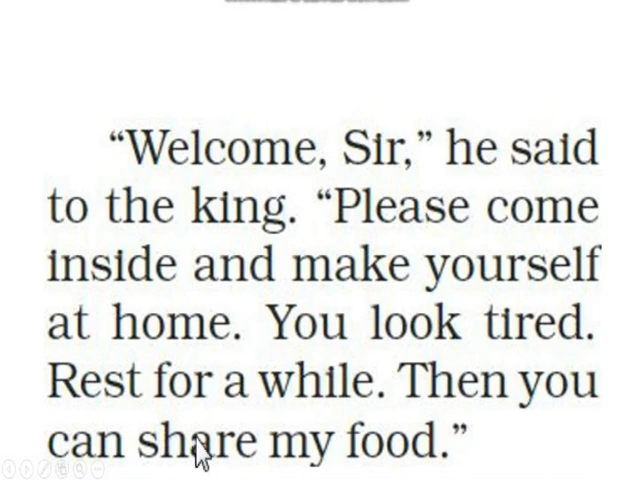 “Welcome, Sir,” he said
to the king. “Please come
inside and make yourself
at home. You look tired.
Rest for a while. Then you
can share my food.”